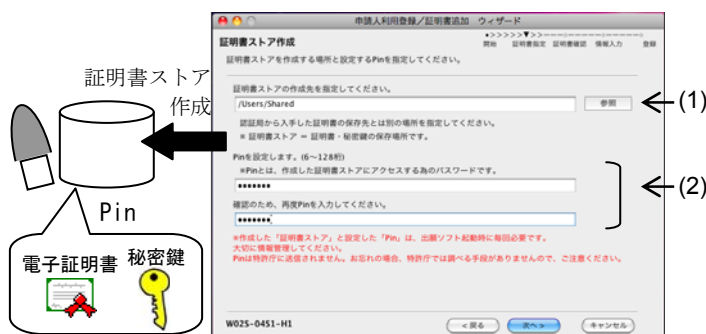 申請人利用登録／証明書追加 ウィザード
証明書ストア作成
•>>>>>▼>>
開始 証明書指定 証明書確認 情報入力 登録
証明書ストアを作成する場所と設定するPinを指定してください。
証明書ストアの作成先を指定してください。
/Users/Shared
参照
(1)
認証局から入手した証明書の保存先とは別の場所を指定してください。
※ 証明書ストア = 証明書・秘密鍵の保存場所です。
Pinを設定します。(6～128桁)
※Pinとは、作成した証明書ストアにアクセスする為のパスワードです。
•••••••
(2)
確認のため、再度Pinを入力してください。
•••••••
※作成した「証明書ストア」と設定した「Pin」は、出願ソフト起動時に毎回必要です。
大切に情報管理してください。
Pinは特許庁に送信されません。お忘れの場合、特許庁では調べる手段がありませんので、ご注意ください。
W02S-0451-H1
<戻る
次へ>
キャンセル
証明書ストア
作成
Pin
電子証明書
秘密鍵